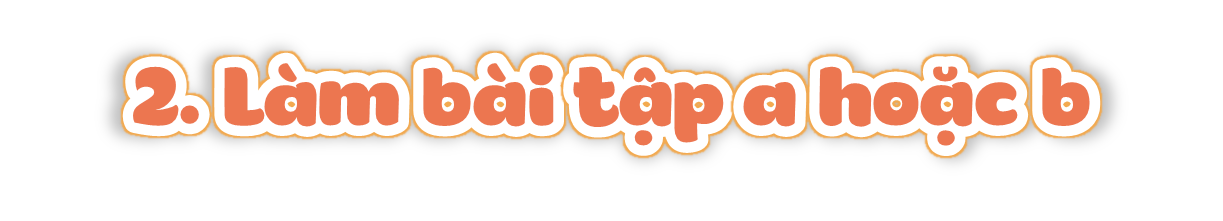 2. Làm bài tập a hoặc b